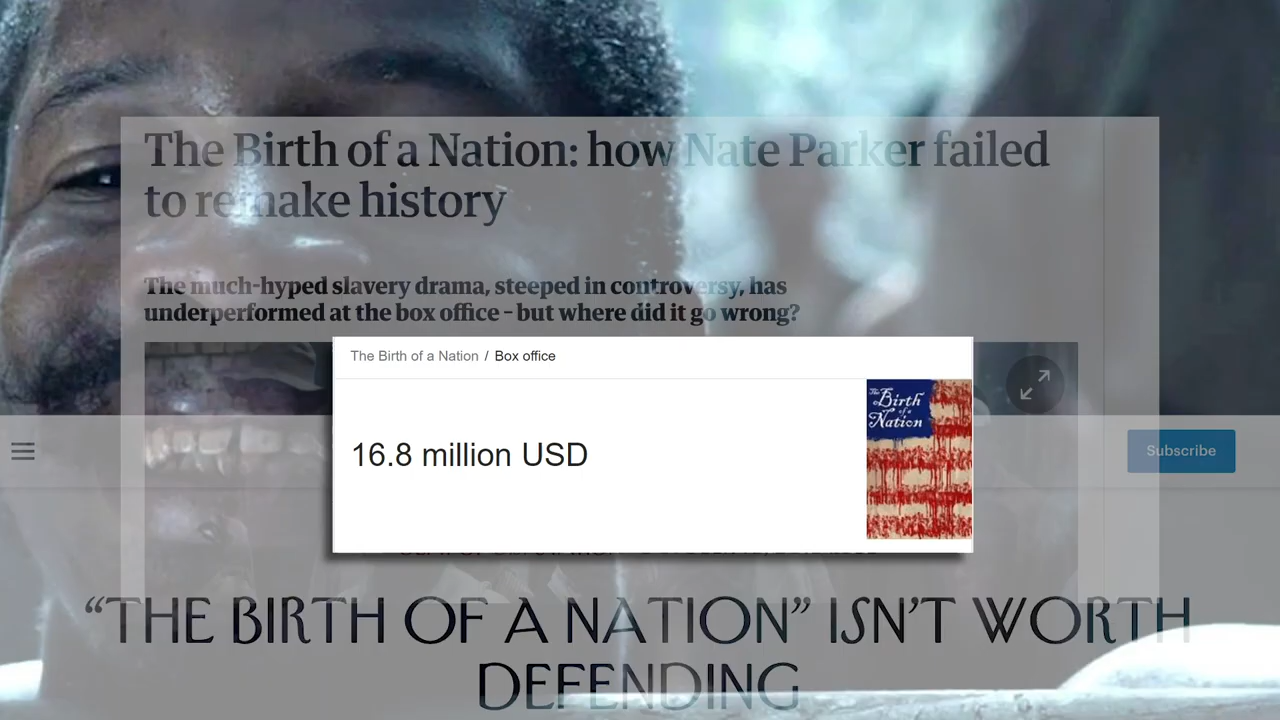 The Birth of a Nation: how Nate Parker failed
to remake history
The much-hyped slavery drama, steeped in controversy, has
underperformed at the box office – but where did it go wrong?
The Birth of a Nation / Box office
The
Birth
of a
Nation
16.8 million USD
Subscribe
“THE BIRTH OF A NATION” ISN’T WORTH
DEFENDING